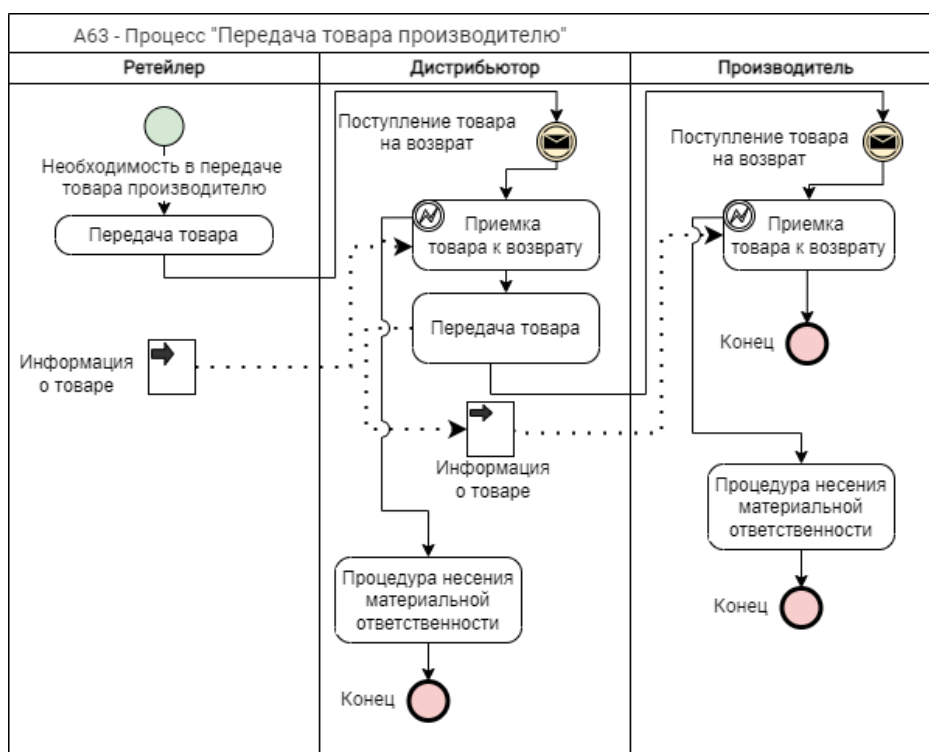 А63 - Процесс "Передача товара производителю"
Ретейлер
Дистрибьютор
Производитель
Необходимость в передаче
товара производителю
Передача товара
Информация
о товаре
Поступление товара
на возврат
Приемка
товара к возврату
Передача товара
Информация
о товаре
Процедура несения
материальной
ответственности
Конец
Поступление товара
на возврат
Приемка
товара к возврату
Конец
Процедура несения
материальной
ответственности
Конец